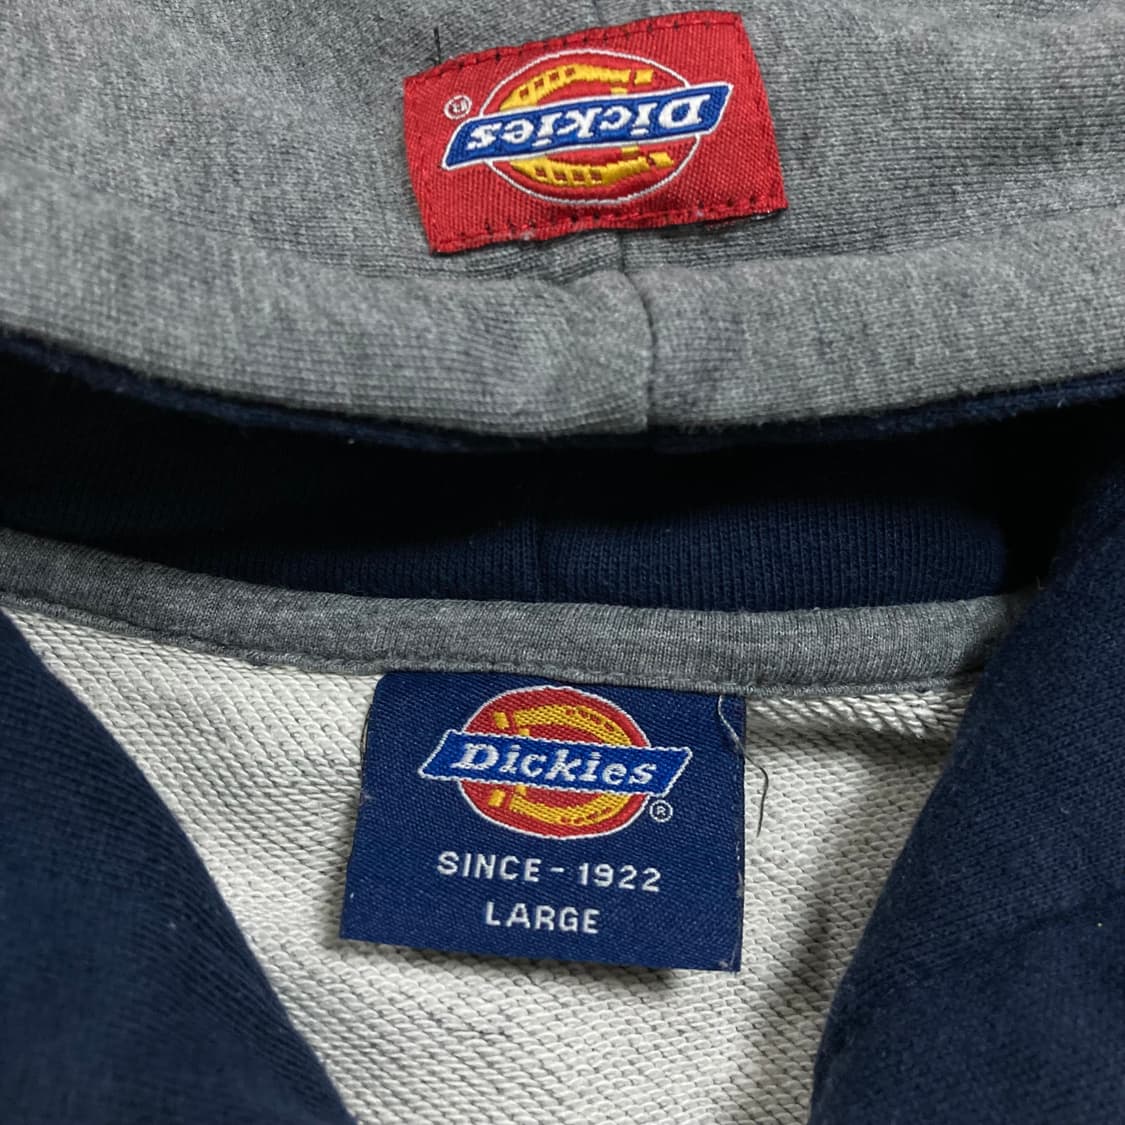 Dickies ®
Dickies ®
SINCE - 1922
LARGE